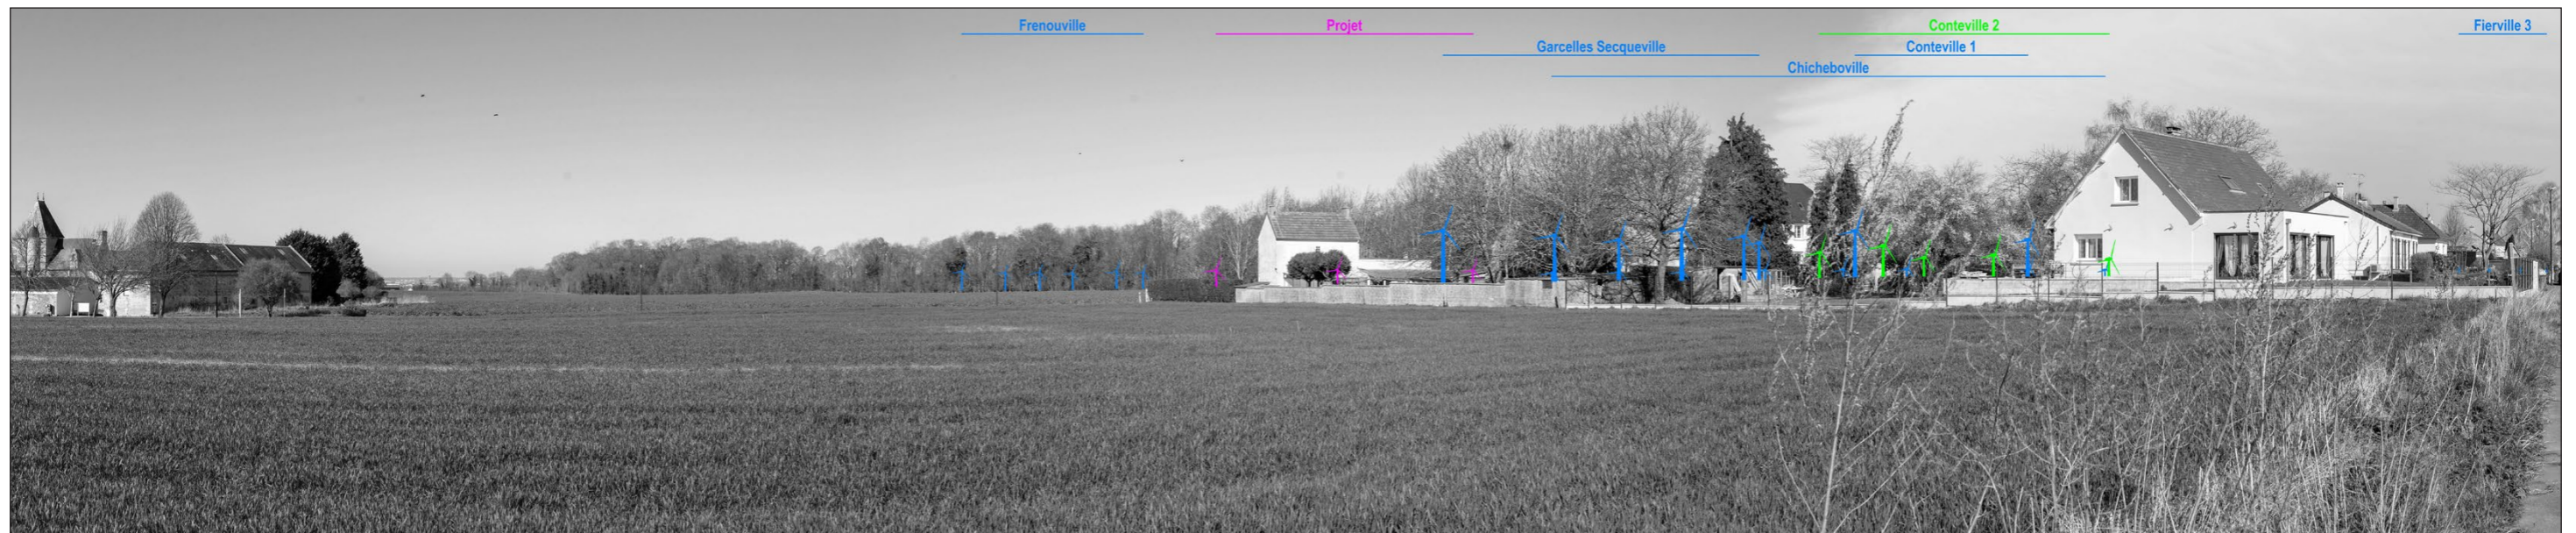 Frenouville
Projet
Conteville 2
Fierville 3
Garcelles Secqueville
Conteville 1
Chicheboville